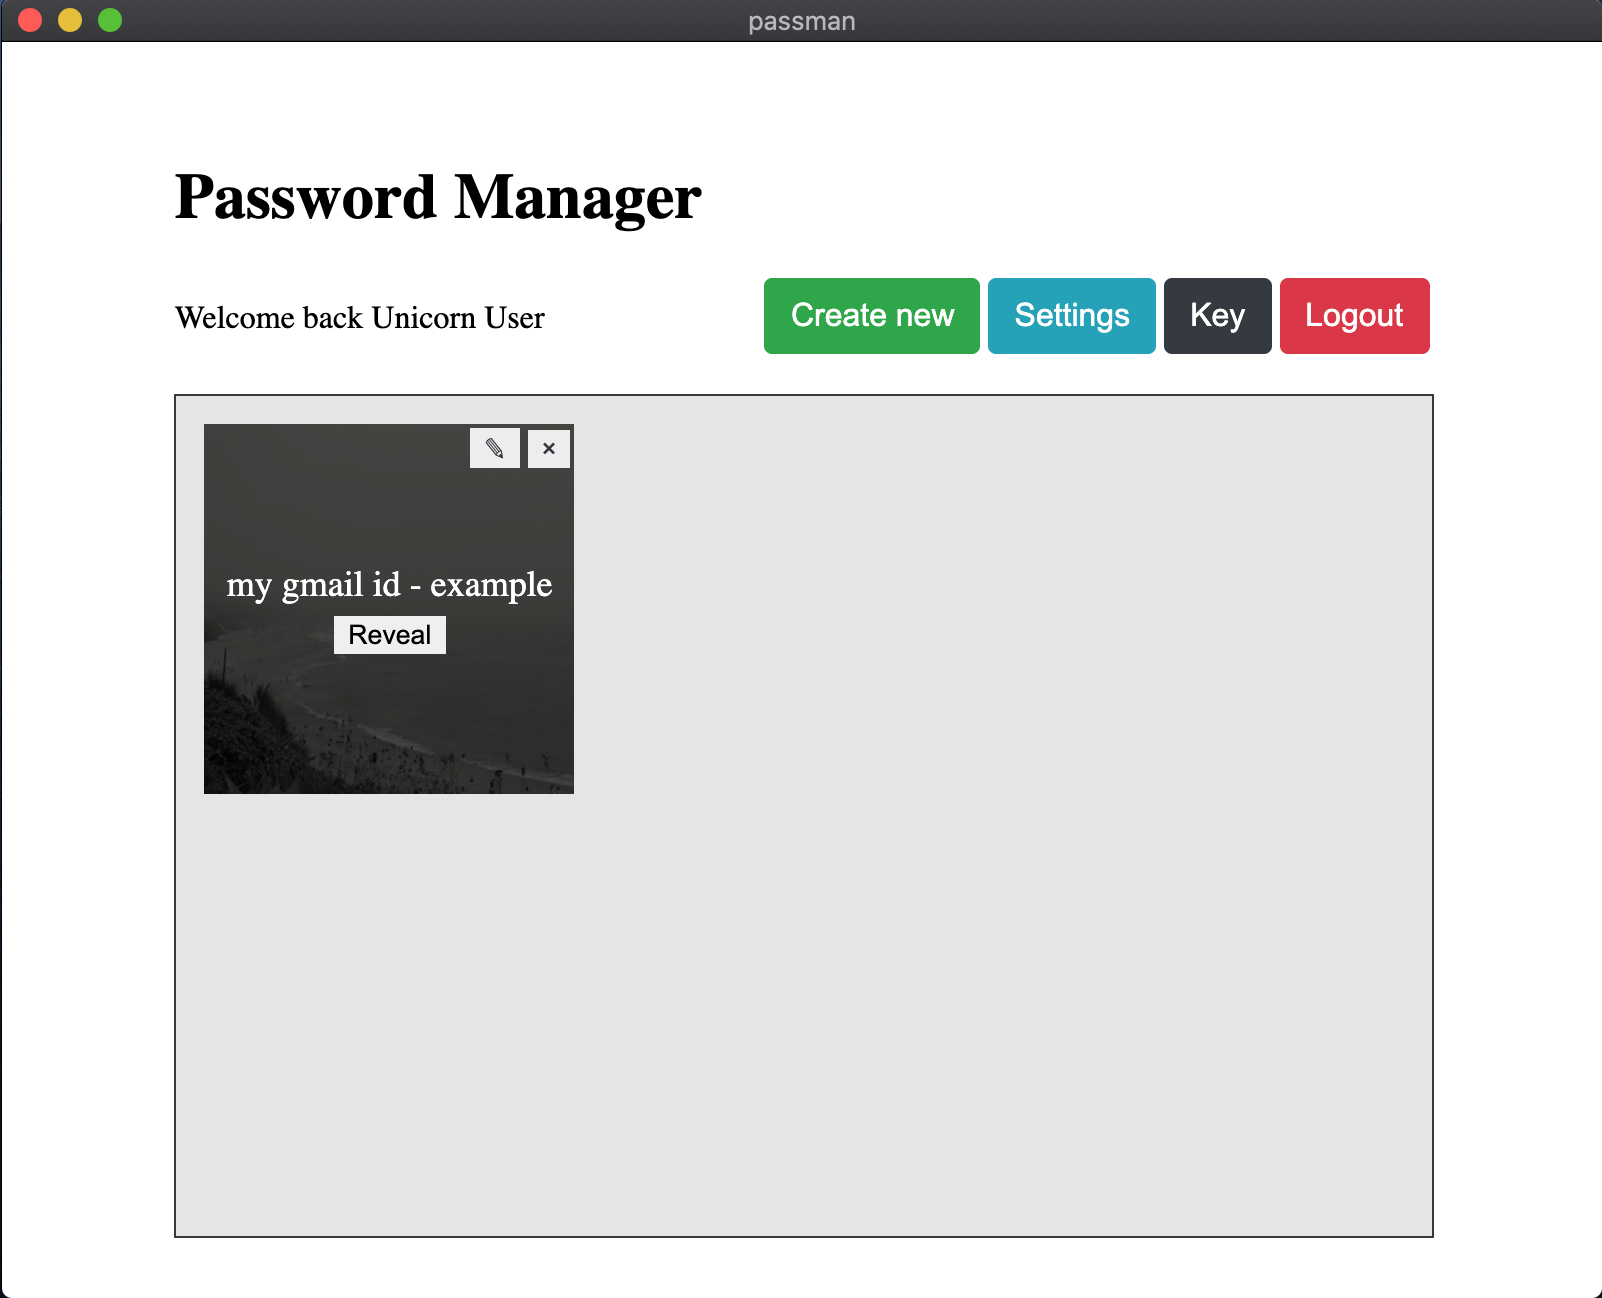 passman
Password Manager
Welcome back Unicorn User
Create new Settings Key Logout
✎ ×
my gmail id - example
Reveal